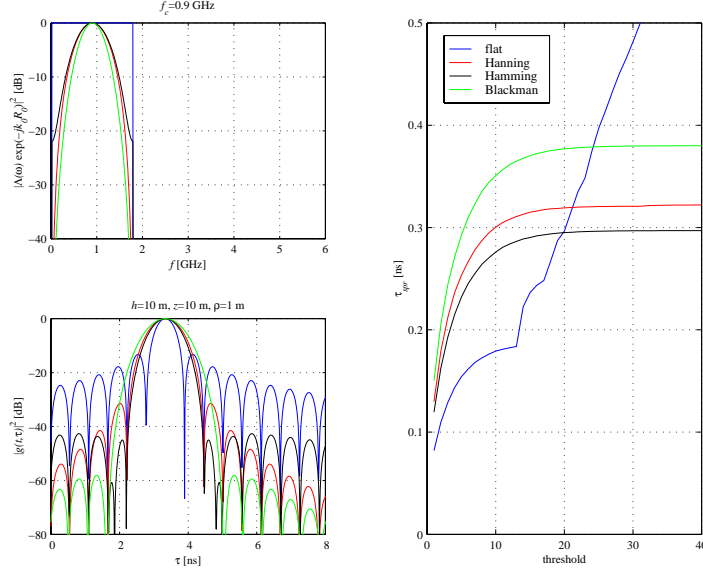 f_c=0.9 GHz
|Λ(ω) exp(−jk_0R_0)|^2 [dB]
0
−10
−20
−30
−40
0 1 2 3 4 5 6
f [GHz]
h=10 m, z=10 m, ρ=1 m
|g(t,τ)|^2 [dB]
0
−20
−40
−60
−80
0 2 4 6 8
τ [ns]
flat
Hanning
Hamming
Blackman
τ_spr [ns]
0.5
0.4
0.3
0.2
0.1
0
0 10 20 30 40
threshold